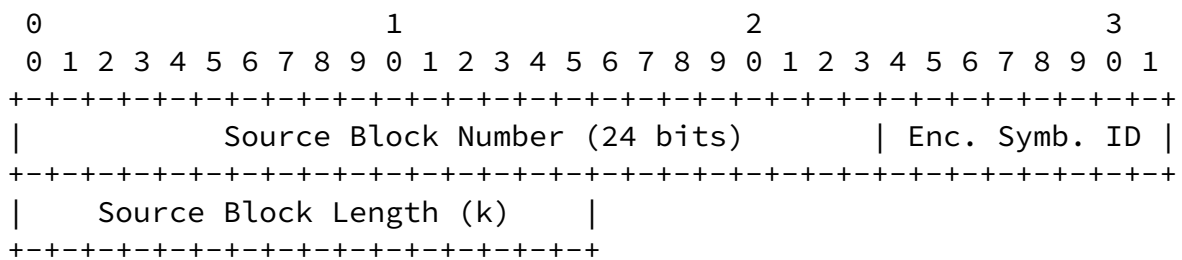 0                   1                   2                   3
 0 1 2 3 4 5 6 7 8 9 0 1 2 3 4 5 6 7 8 9 0 1 2 3 4 5 6 7 8 9 0 1
+-+-+-+-+-+-+-+-+-+-+-+-+-+-+-+-+-+-+-+-+-+-+-+-+-+-+-+-+-+-+-+-+
|           Source Block Number (24 bits)       | Enc. Symb. ID |
+-+-+-+-+-+-+-+-+-+-+-+-+-+-+-+-+-+-+-+-+-+-+-+-+-+-+-+-+-+-+-+-+
|    Source Block Length (k)    |
+-+-+-+-+-+-+-+-+-+-+-+-+-+-+-+-+